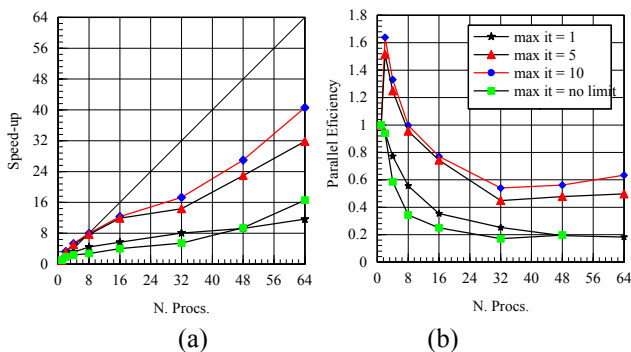 64
56
48
40
32
24
16
8
0
Speed-up
0 8 16 24 32 40 48 56 64
N. Procs.
(a)
1.8
1.6
1.4
1.2
1
0.8
0.6
0.4
0.2
0
Parallel Eficiency
max it = 1
max it = 5
max it = 10
max it = no limit
0 8 16 24 32 40 48 56 64
N. Procs.
(b)